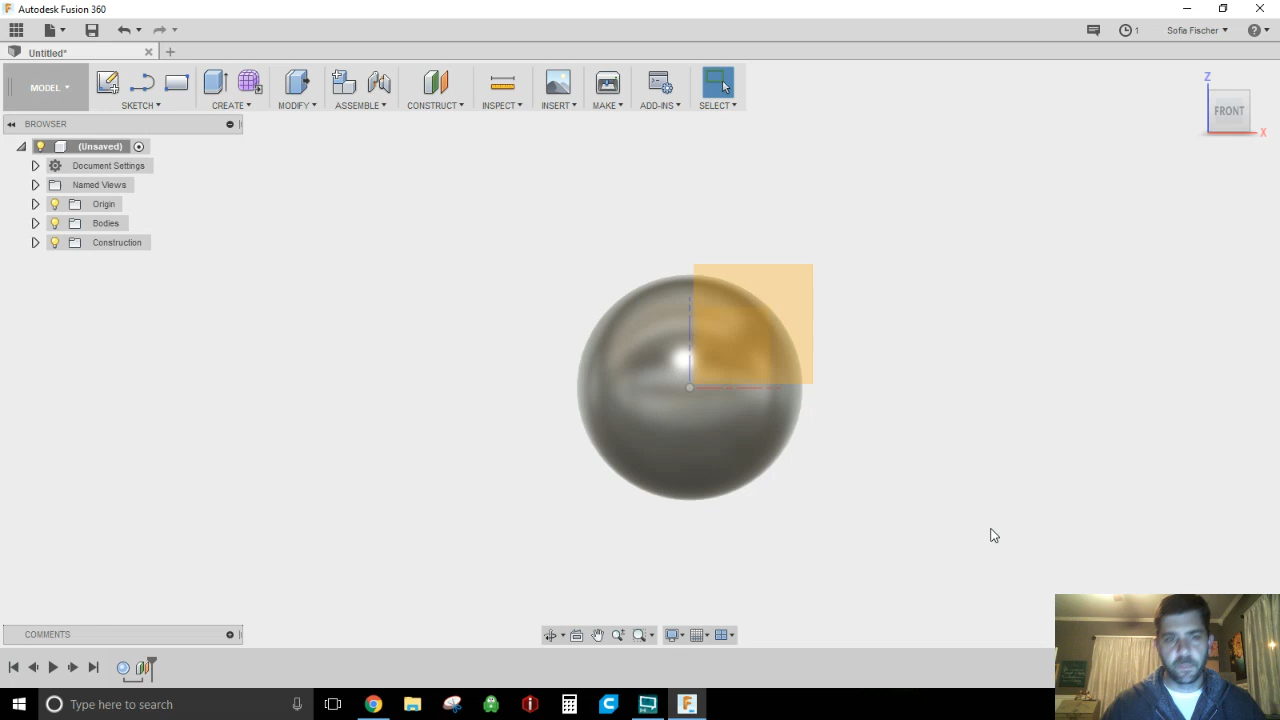 Autodesk Fusion 360
Sofia Fischer
1
Untitled*
MODEL
SKETCH
CREATE
MODIFY
ASSEMBLE
CONSTRUCT
INSPECT
INSERT
MAKE
ADD-INS
SELECT
Z
FRONT
X
BROWSER
(Unsaved)
Document Settings
Named Views
Origin
Bodies
Construction
COMMENTS
Type here to search